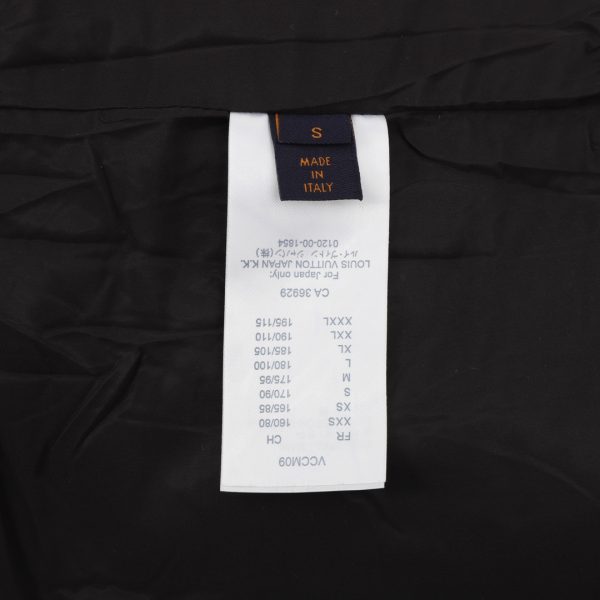 S
MADE
IN
ITALY
VCCM09
FR CH
XXS 160/80
XS 165/85
S 170/90
M 175/95
L 180/100
XL 185/105
XXL 190/110
XXXL 195/115
CA 36929
For Japan only:
LOUIS VUITTON JAPAN K.K.
ルイ・ヴィトン ジャパン(株)
0120-00-1854